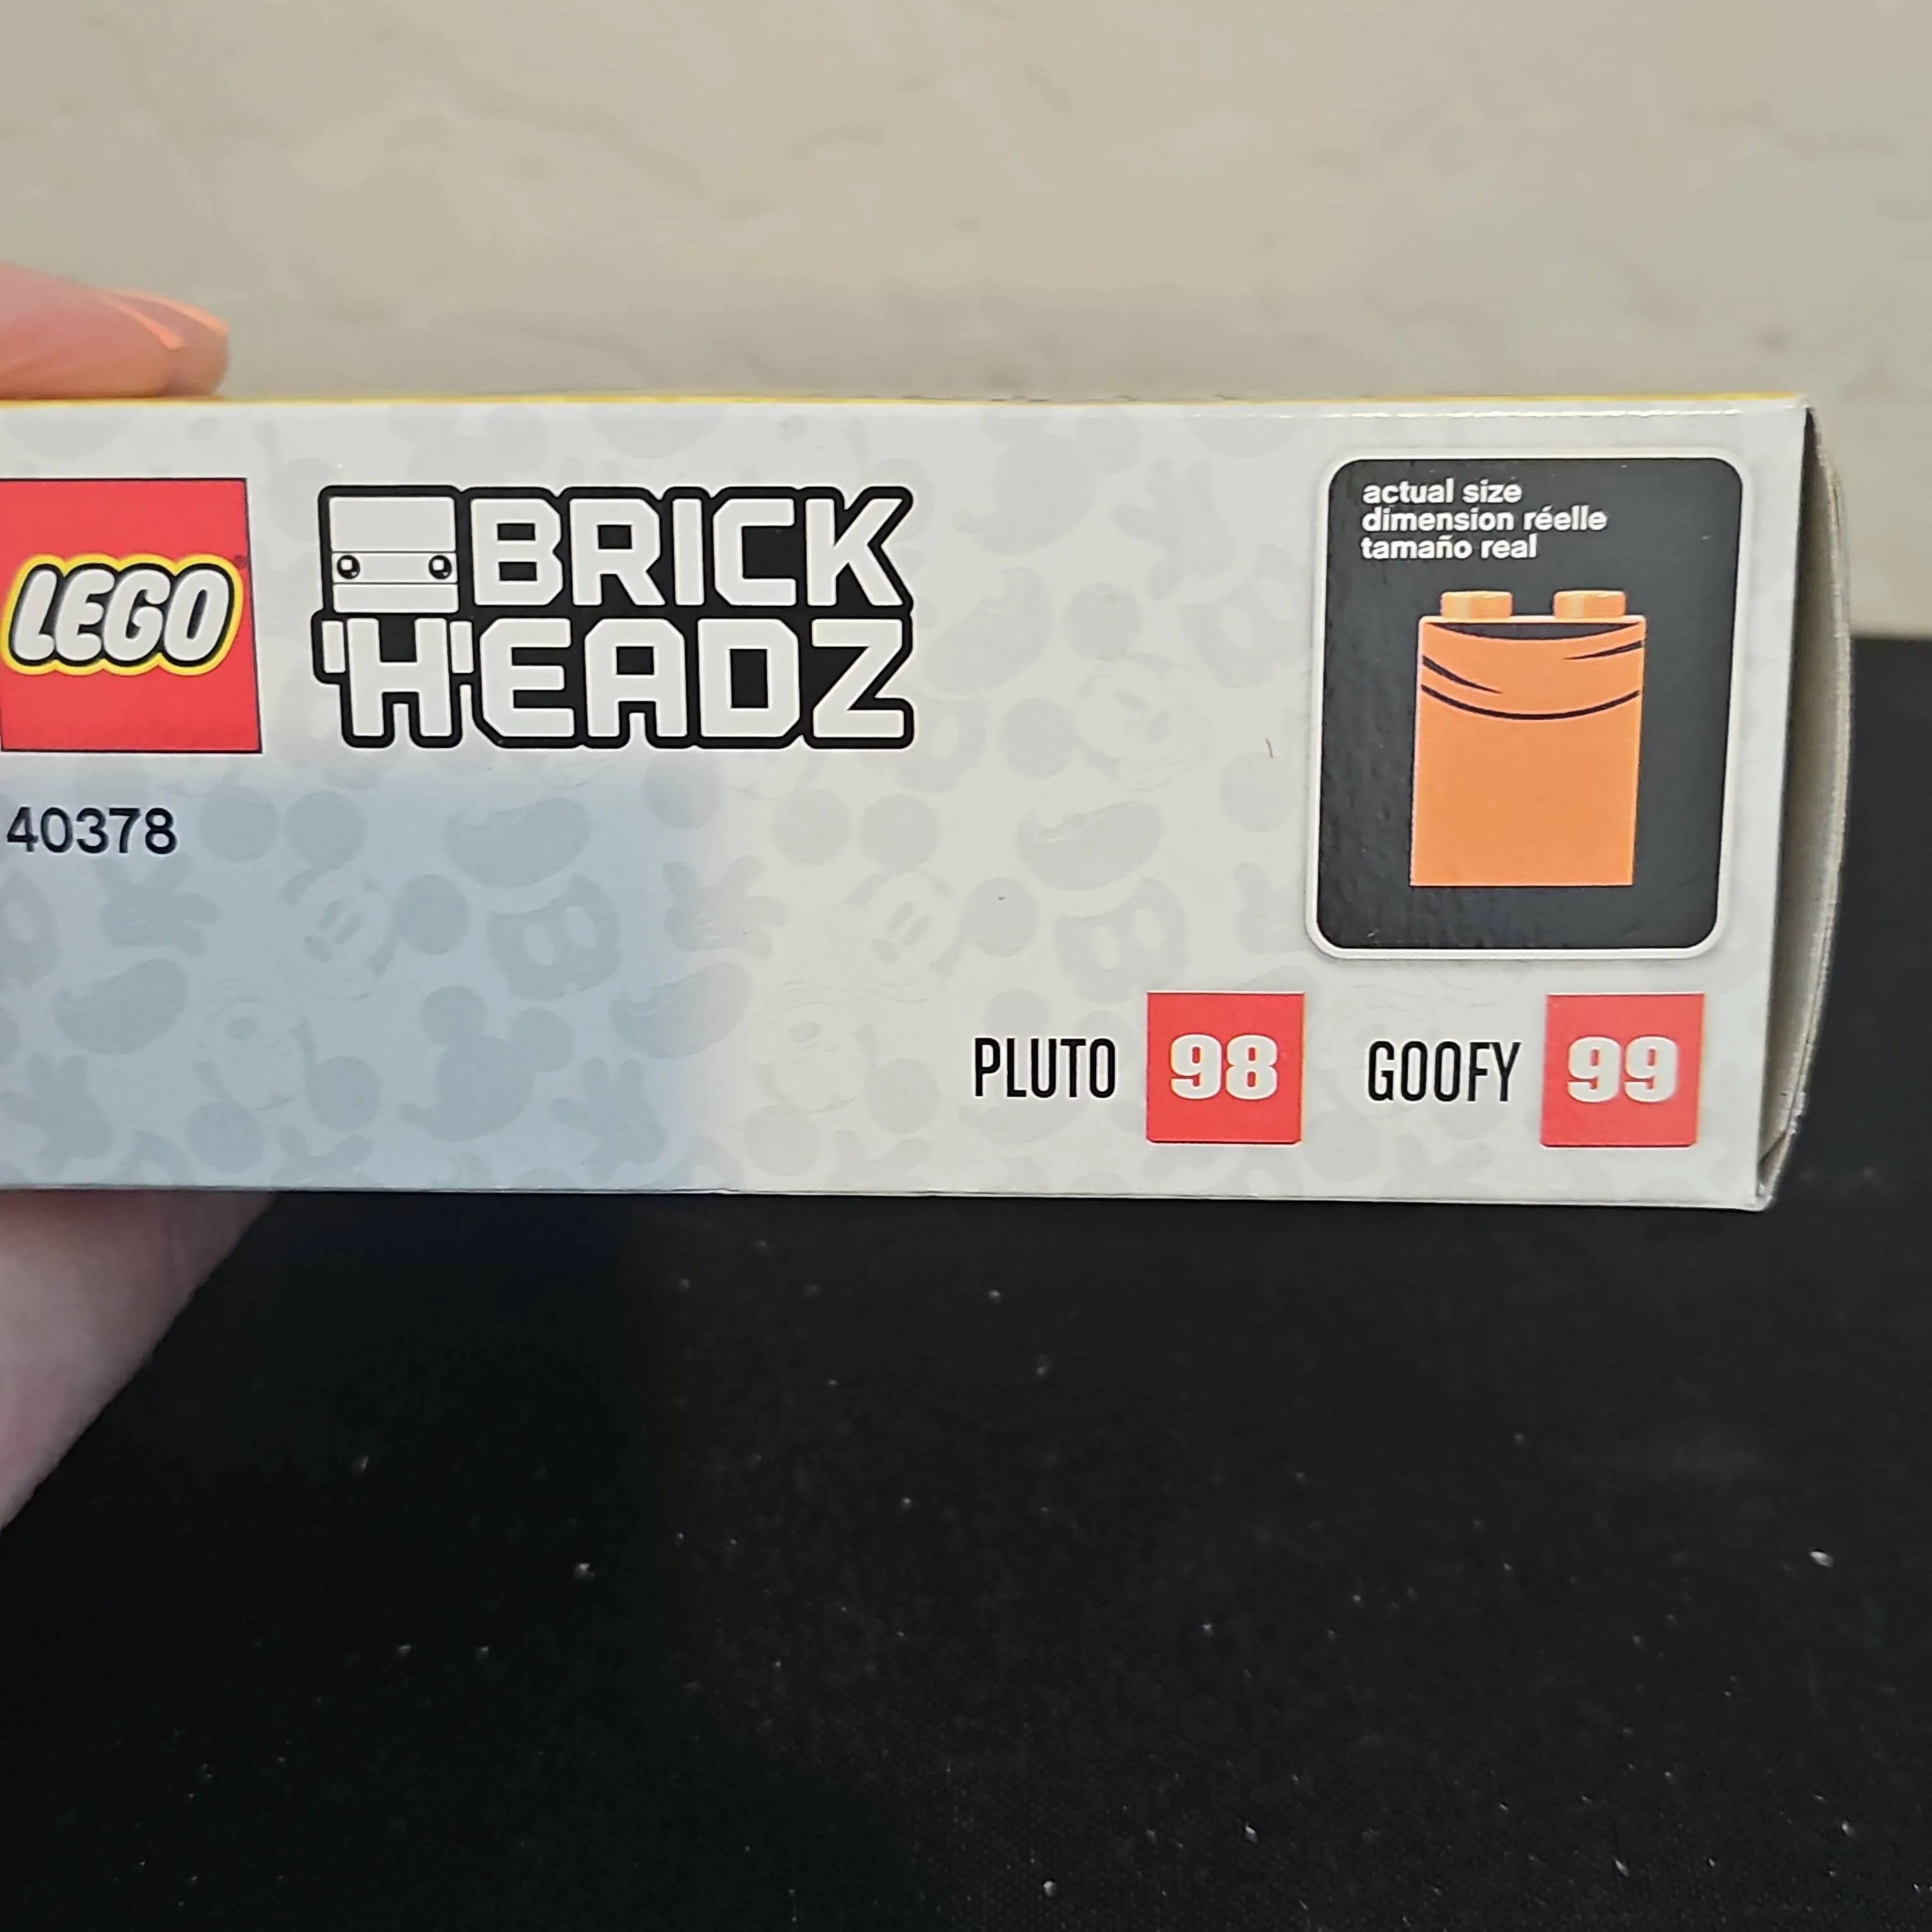 LEGO
BRICK
HEADZ
40378
actual size
dimension réelle
tamaño real
PLUTO 98 GOOFY 99